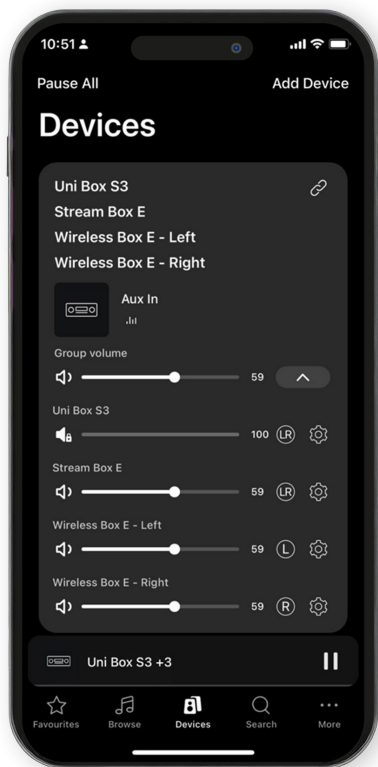 10:51
Pause All Add Device
Devices
Uni Box S3
Stream Box E
Wireless Box E - Left
Wireless Box E - Right
Aux In
Group volume
59
Uni Box S3
100 LR
Stream Box E
59 LR
Wireless Box E - Left
59 L
Wireless Box E - Right
59 R
Uni Box S3 +3
Favourites Browse Devices Search More